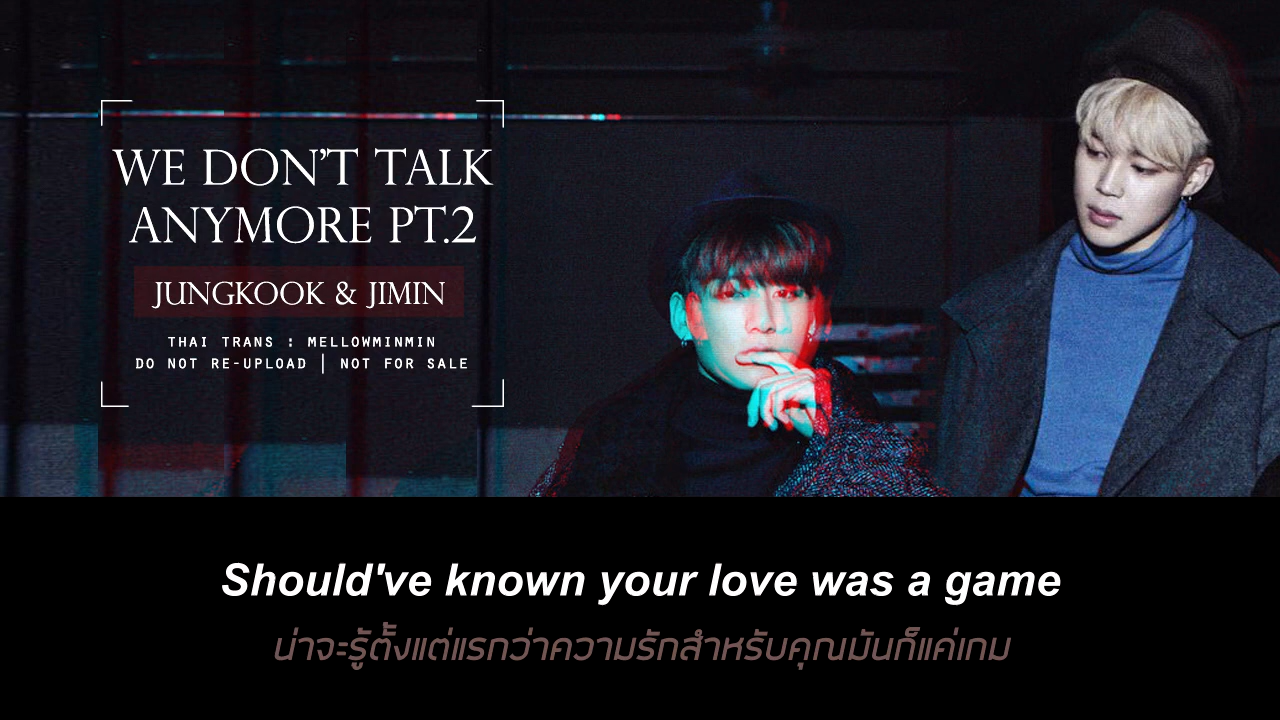 WE DON'T TALK
ANYMORE PT.2
JUNGKOOK & JIMIN
THAI TRANS : MELLOWMINMIN
DO NOT RE-UPLOAD | NOT FOR SALE
Should've known your love was a game
น่าจะรู้ตั้งแต่แรกว่าความรักสำหรับคุณมันก็แค่เกม